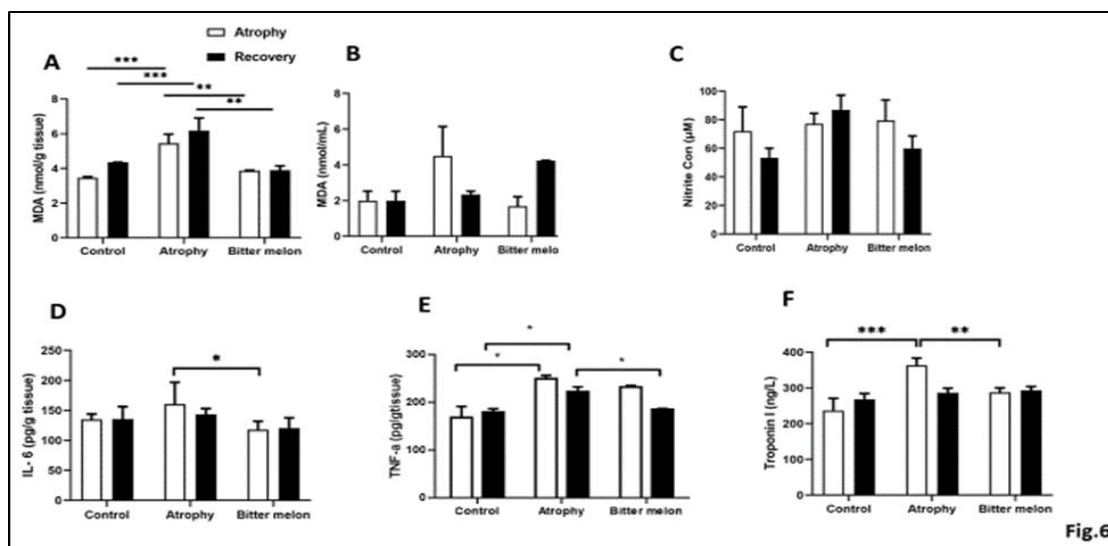 Atrophy
Recovery
A
***
***
**
**
MDA (nmol/g tissue)
8
6
4
2
0
Control Atrophy Bitter melon
B
MDA (nmol/mL)
8
6
4
2
0
Control Atrophy Bitter melo
C
Nitrite Con (µM)
100
80
60
40
20
0
Control Atrophy Bitter melon
D
*
IL- 6 (pg/g tissue)
250
200
150
100
50
0
Control Atrophy Bitter melon
E
*
*
*
TNF-a (pg/gtissue)
300
200
100
0
Control Atrophy Bitter melon
F
*** **
Troponin I (ng/L)
400
300
200
100
0
Control Atrophy Bitter melon
Fig.6